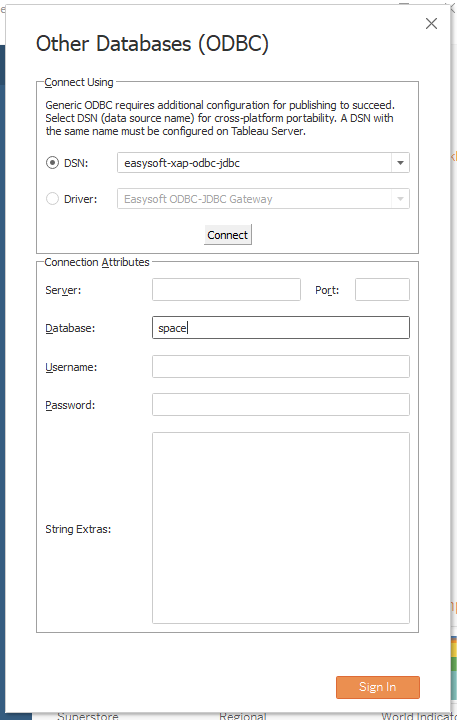 Other Databases (ODBC)
Connect Using
Generic ODBC requires additional configuration for publishing to succeed.
Select DSN (data source name) for cross-platform portability. A DSN with
the same name must be configured on Tableau Server.
DSN: easysoft-xap-odbc-jdbc
Driver: Easysoft ODBC-JDBC Gateway
Connect
Connection Attributes
Server: Port:
Database: space
Username:
Password:
String Extras:
Sign In
Superstore Regional World Indicat